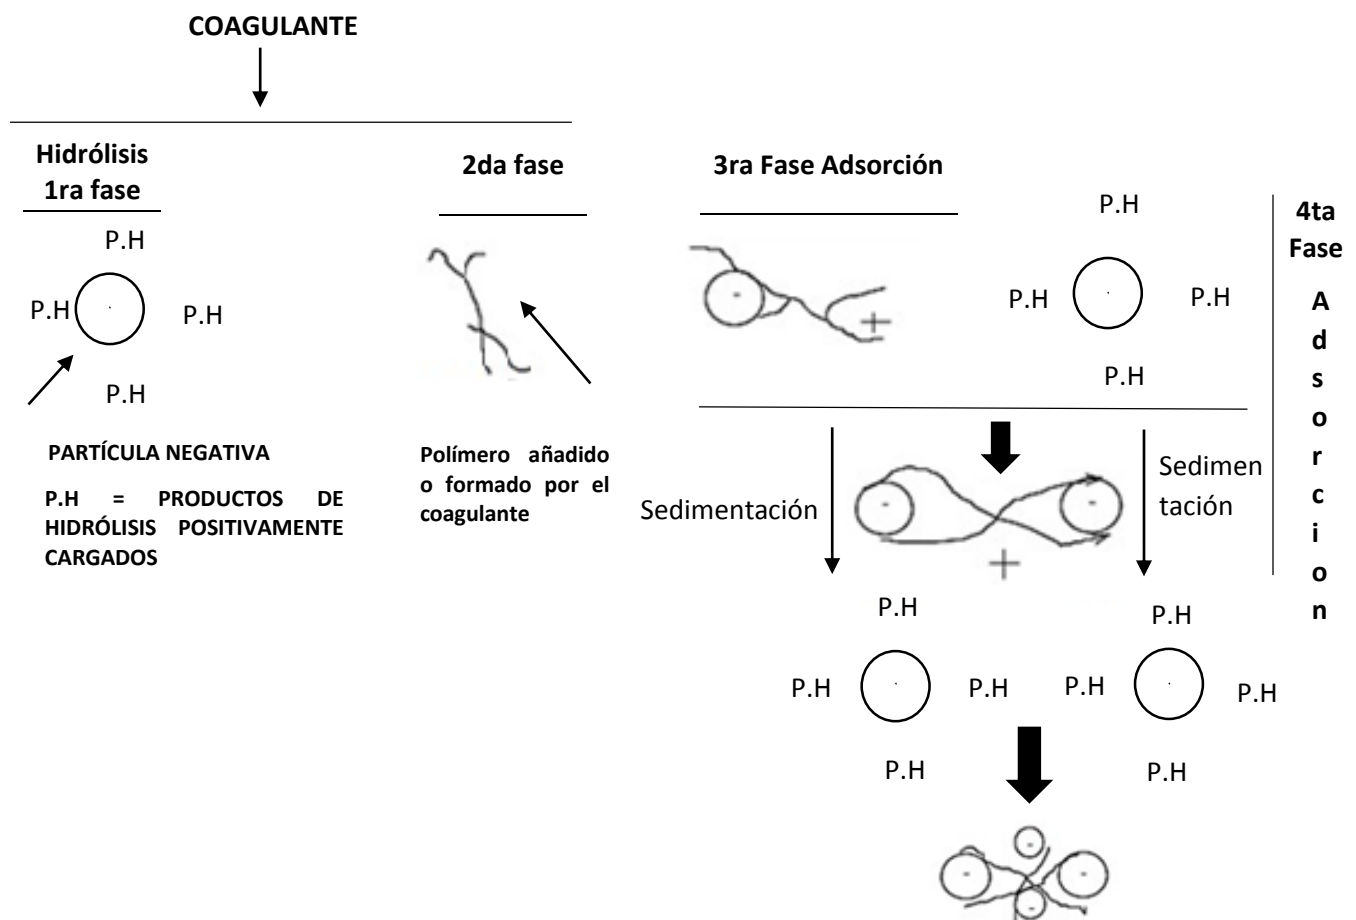 COAGULANTE
Hidrólisis
1ra fase
P.H
P.H
P.H
P.H
PARTÍCULA NEGATIVA
P.H = PRODUCTOS DE
HIDRÓLISIS POSITIVAMENTE
CARGADOS
2da fase
Polímero añadido
o formado por el
coagulante
3ra Fase Adsorción
-
+
P.H
P.H
P.H
P.H
4ta
Fase
A
d
s
o
r
c
i
o
n
Sedimentación
-
-
+
Sedimen
tación
P.H
P.H
P.H
P.H
P.H
P.H
P.H
P.H
-
-
-
-